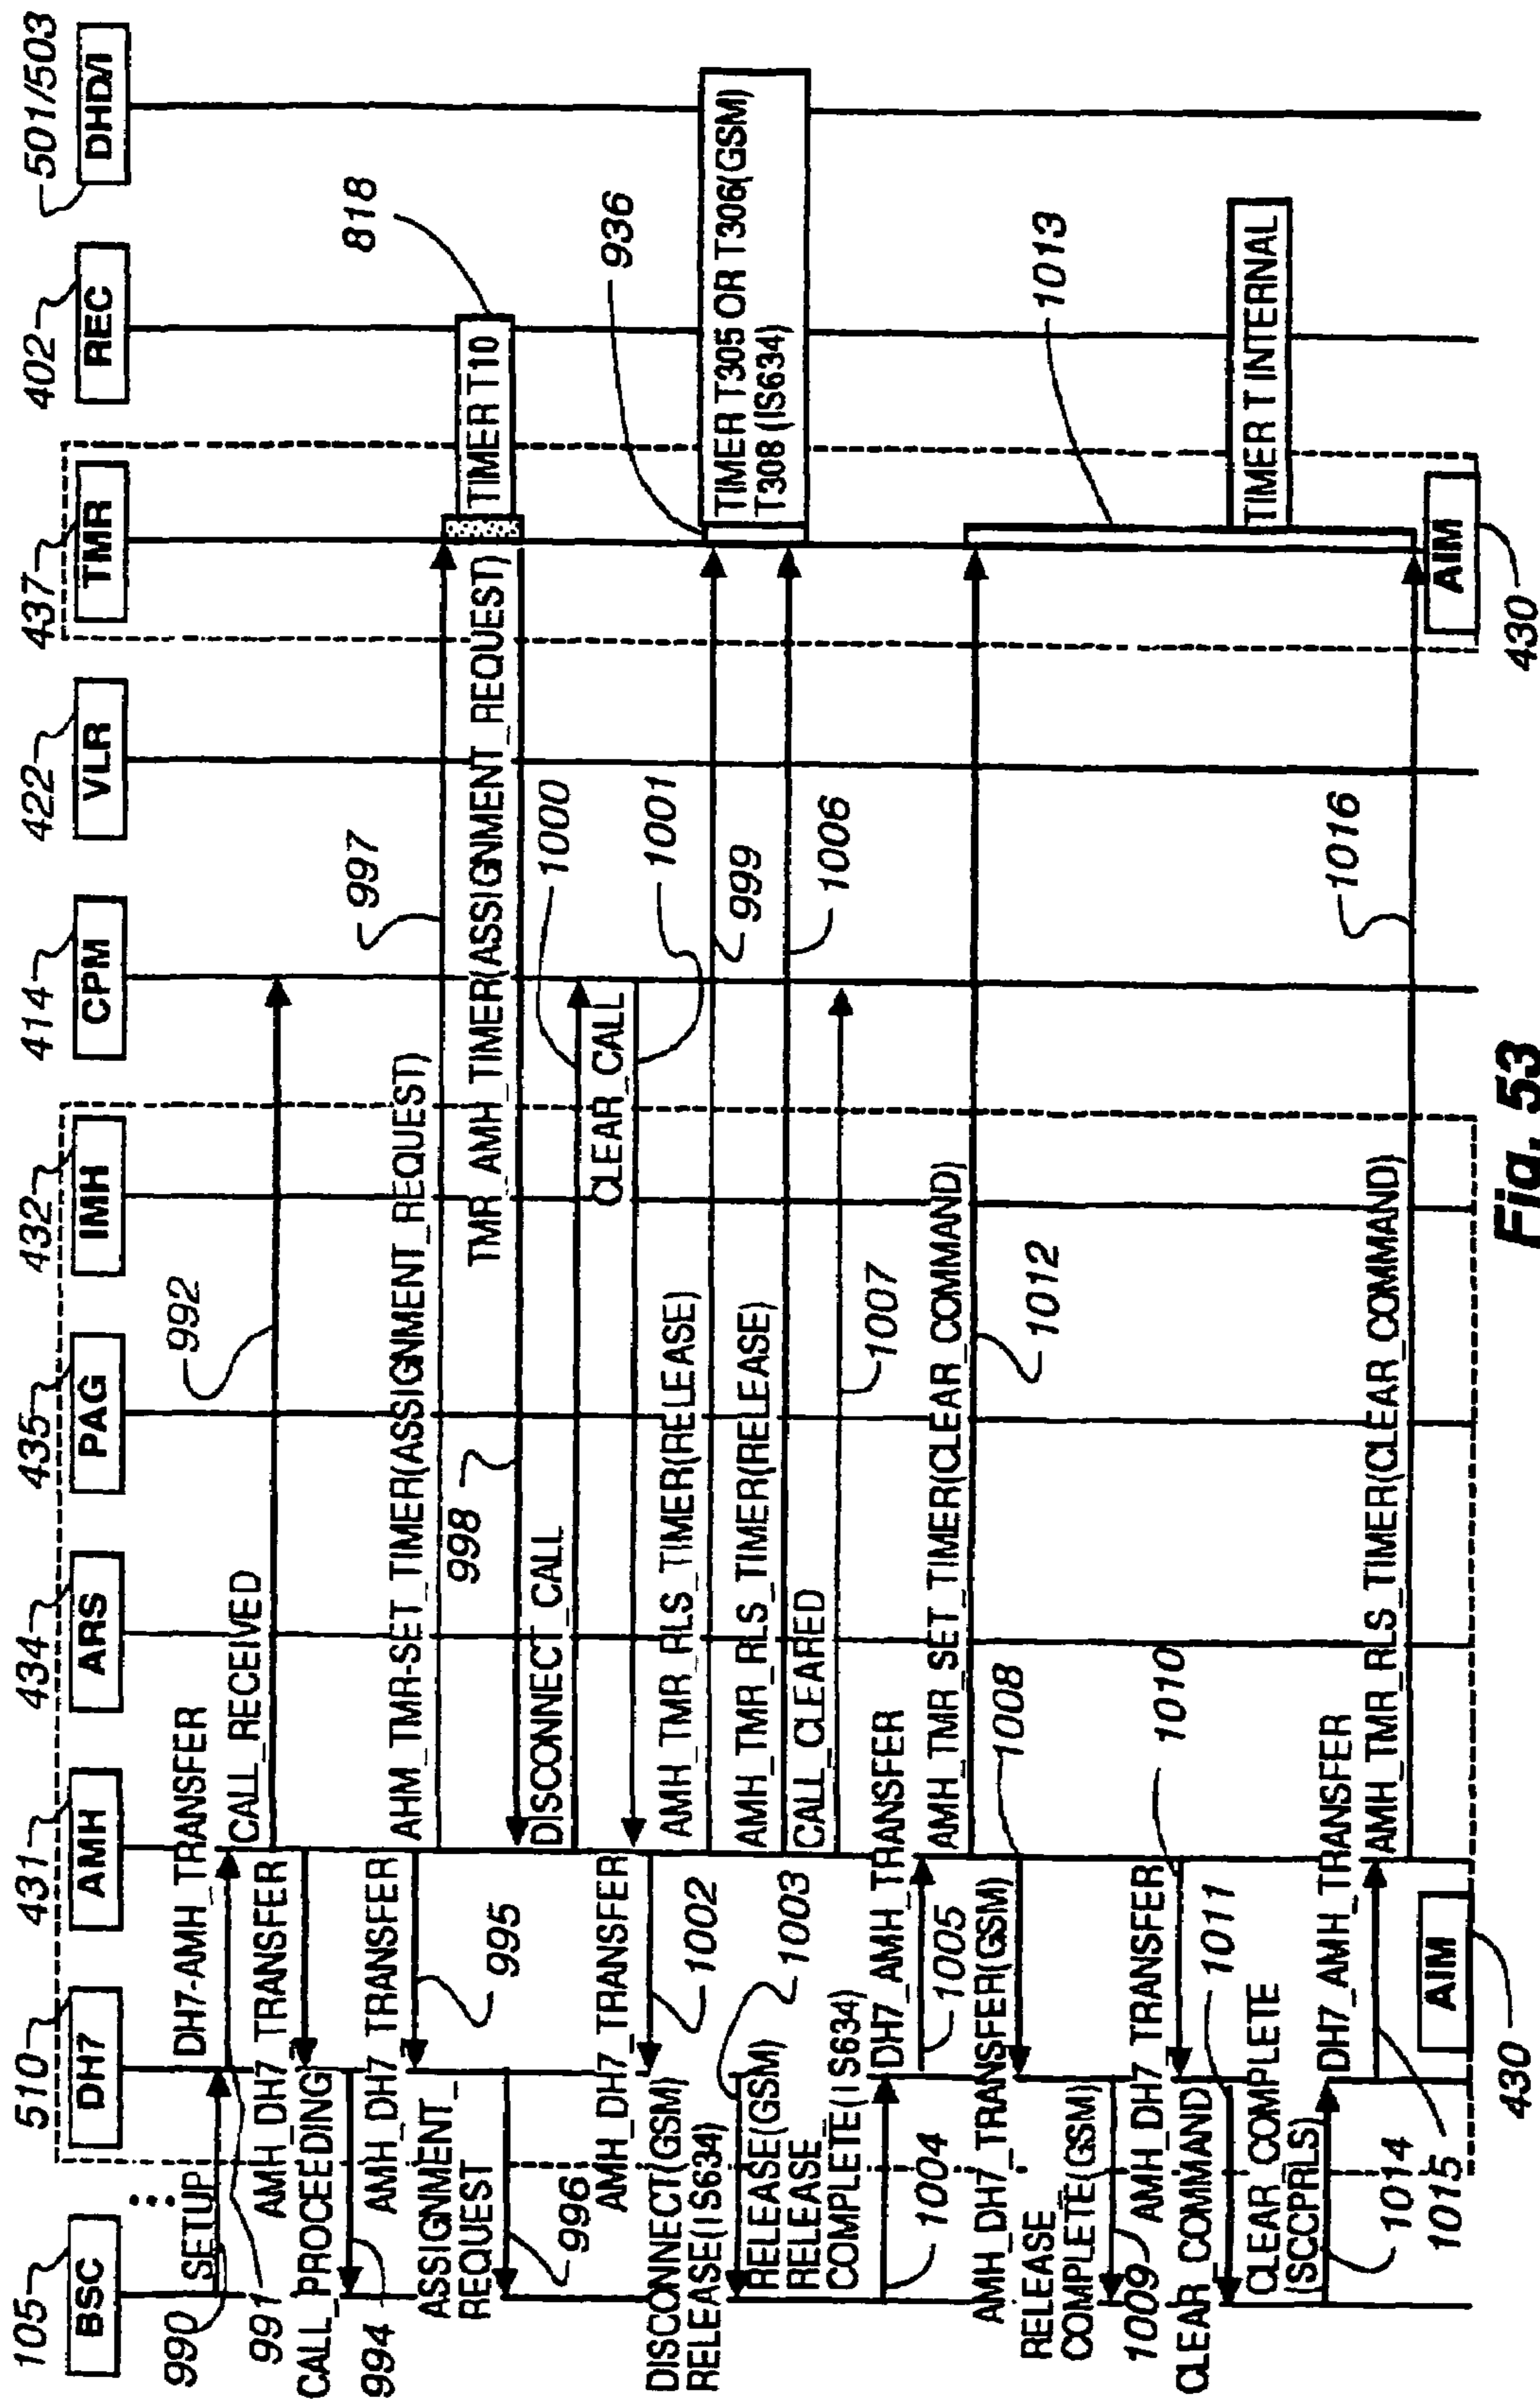 105
BSC
510
DH7
431
AMH
434
ARS
435
PAG
432
IMH
414
CPM
422
VLR
437
TMR
402
REC
501/503
DHD/I
990
SETUP
991
DH7-AMH_TRANSFER
CALL_RECEIVED
992
AMH_DH7_TRANSFER
CALL_PROCEEDING
994
AMH_DH7_TRANSFER
995
ASSIGNMENT_
REQUEST
996
AHM_TMR-SET_TIMER(ASSIGNMENT_REQUEST)
997
TIMER T10
818
TMR_AMH_TIMER(ASSIGNMENT_REQUEST)
998
DISCONNECT_CALL
1000
CLEAR_CALL
1001
AMH_DH7_TRANSFER
1002
DISCONNECT(GSM)
RELEASE(IS634)
1003
AMH_TMR_RLS_TIMER(RELEASE)
999
936
TIMER T305 OR T306(GSM)
T308 (IS634)
RELEASE(GSM)
RELEASE_
COMPLETE(IS634)
1004
AMH_TMR_RLS_TIMER(RELEASE)
1006
CALL_CLEARED
1007
DH7_AMH_TRANSFER
1005
AMH_TMR_SET_TIMER(CLEAR_COMMAND)
1012
1013
AMH_DH7_TRANSFER(GSM)
1008
RELEASE
COMPLETE(GSM)
1009
AMH_DH7_TRANSFER
1010
CLEAR_COMMAND
1011
TIMER T INTERNAL
CLEAR_COMPLETE
(SCCPRLS)
1014
DH7_AMH_TRANSFER
1015
AMH_TMR_RLS_TIMER(CLEAR_COMMAND)
1016
AIM
430
AIM
430
Fig. 53